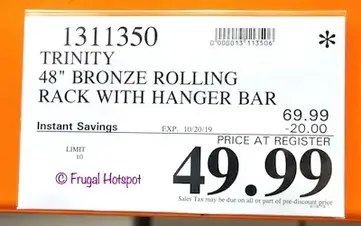 1311350
0000013113506
*
TRINITY
48" BRONZE ROLLING
RACK WITH HANGER BAR
69.99
Instant Savings EXP. 10/20/19 -20.00
PRICE AT REGISTER
LIMIT
10
49.99
© Frugal Hotspot
Sales Tax may be due on all or part of pre-discount price